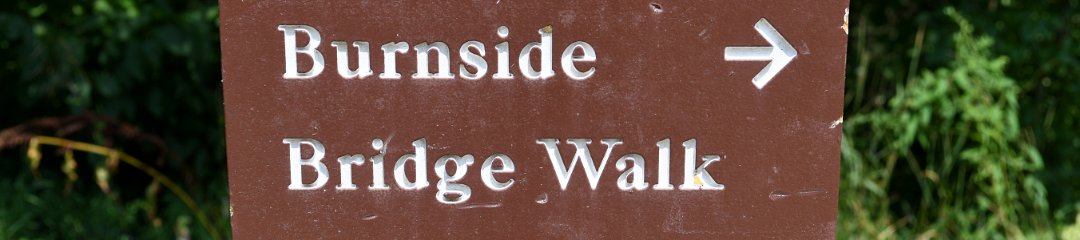 Burnside →
Bridge Walk